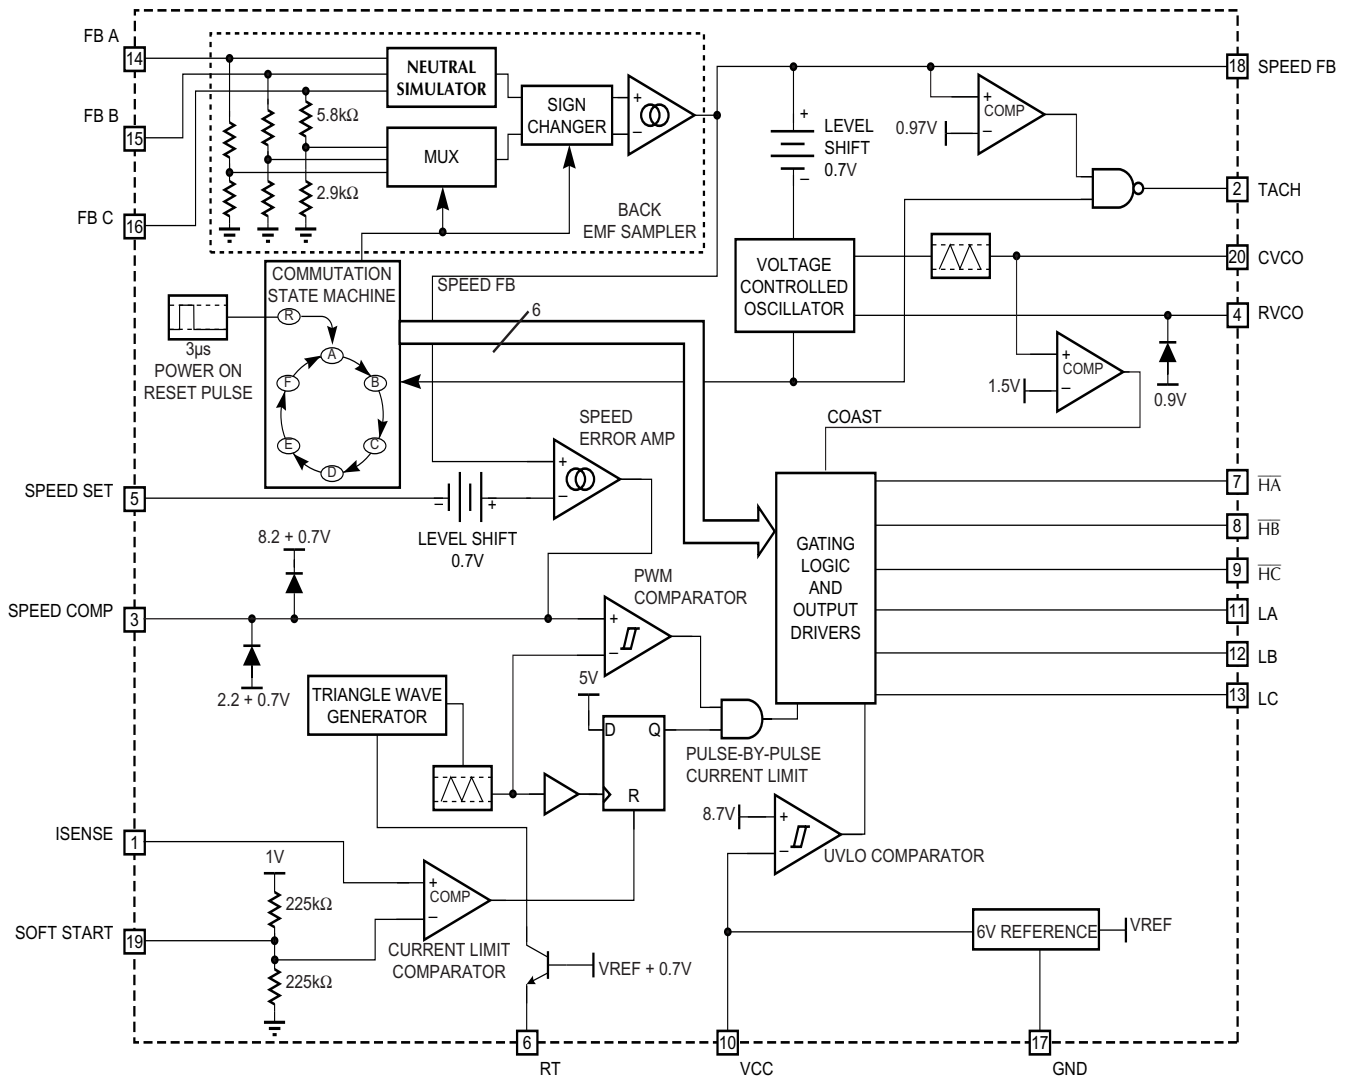 FB A
14
FB B
15
FB C
16
NEUTRAL
SIMULATOR
5.8kΩ
MUX
2.9kΩ
SIGN
CHANGER
+
−
BACK
EMF SAMPLER
18
SPEED FB
+
LEVEL
SHIFT
0.7V
−
0.97V
+
COMP
−
2
TACH
VOLTAGE
CONTROLLED
OSCILLATOR
20
CVCO
4
RVCO
+
COMP
−
1.5V
0.9V
COAST
COMMUTATION
STATE MACHINE
R
A
B
C
D
E
F
3µs
POWER ON
RESET PULSE
SPEED FB
6
SPEED
ERROR AMP
+
−
SPEED SET
5
−
+
LEVEL SHIFT
0.7V
8.2 + 0.7V
SPEED COMP
3
2.2 + 0.7V
PWM
COMPARATOR
+
−
GATING
LOGIC
AND
OUTPUT
DRIVERS
7
HA
8
HB
9
HC
11
LA
12
LB
13
LC
TRIANGLE WAVE
GENERATOR
5V
D
Q
R
PULSE-BY-PULSE
CURRENT LIMIT
8.7V
+
−
UVLO COMPARATOR
ISENSE
1
1V
225kΩ
SOFT START
19
225kΩ
+
COMP
−
CURRENT LIMIT
COMPARATOR
VREF + 0.7V
6V REFERENCE
VREF
6
RT
10
VCC
17
GND